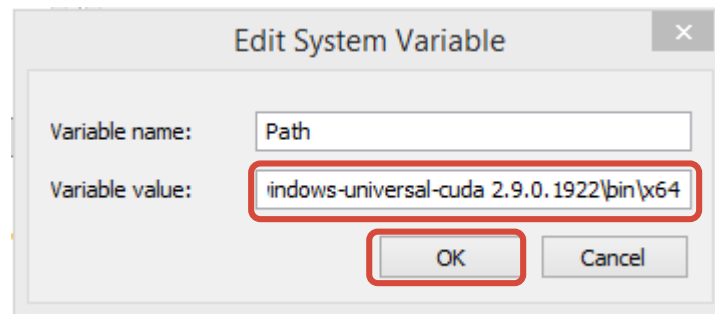 Edit System Variable
Variable name: Path
Variable value: indows-universal-cuda 2.9.0.1922\bin\x64
OK Cancel